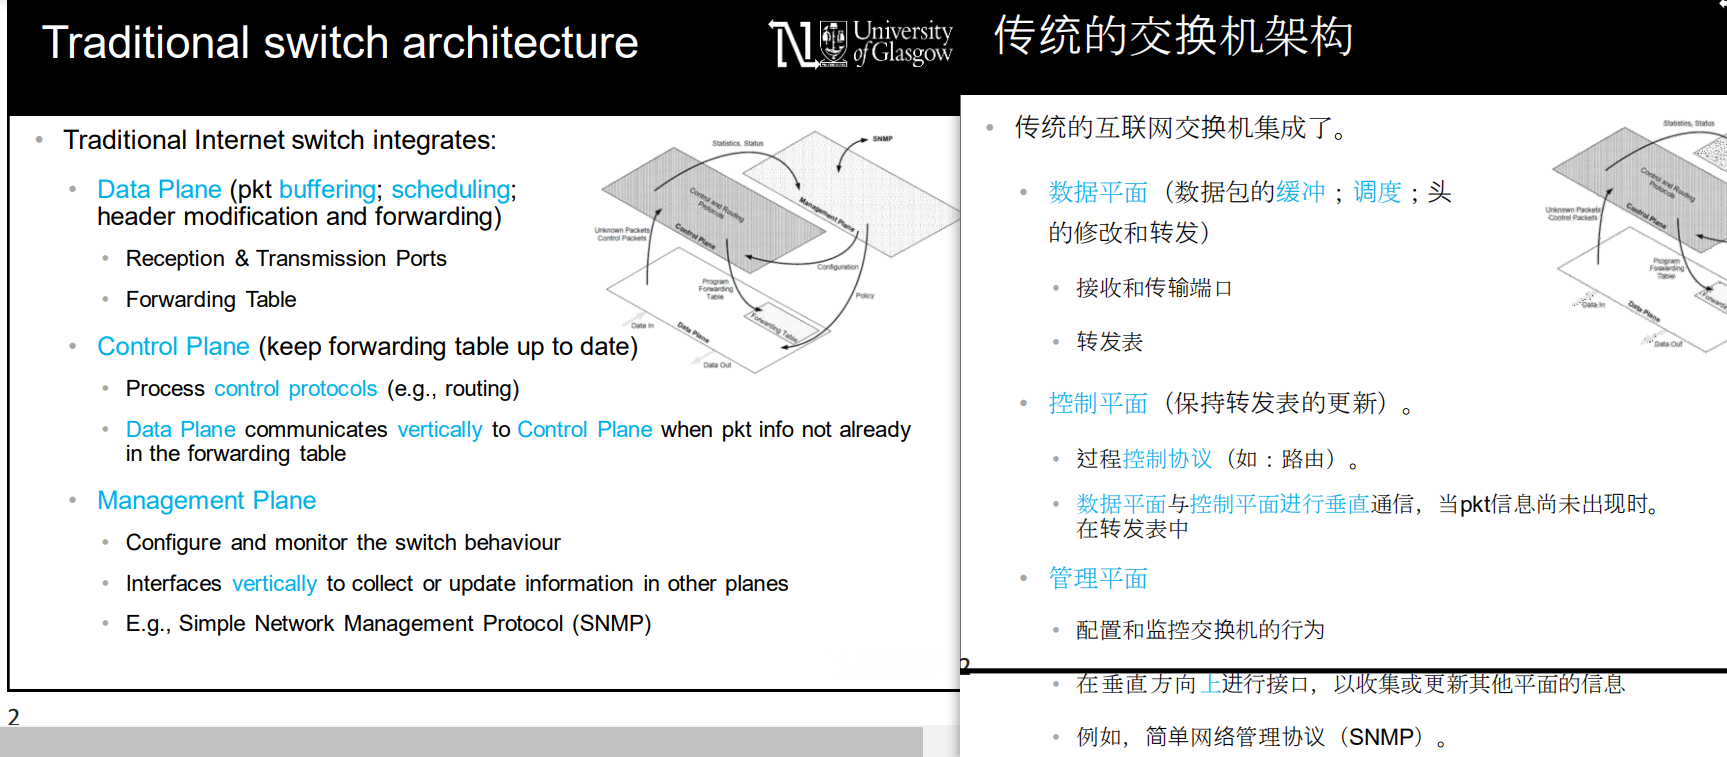 Traditional switch architecture
University
of Glasgow
Traditional Internet switch integrates:
Data Plane (pkt buffering; scheduling;
header modification and forwarding)
Reception & Transmission Ports
Forwarding Table
Control Plane (keep forwarding table up to date)
Process control protocols (e.g., routing)
Data Plane communicates vertically to Control Plane when pkt info not already
in the forwarding table
Management Plane
Configure and monitor the switch behaviour
Interfaces vertically to collect or update information in other planes
E.g., Simple Network Management Protocol (SNMP)
Statistics, Status
SNMP
Control and Routing
Protocols
Management Plane
Unknown Packets
Control Packets
Control Plane
Configuration
Program
Forwarding
Table
Policy
Forwarding Table
Data In
Data Plane
Data Out
2
传统的交换机架构
传统的互联网交换机集成了。
数据平面（数据包的缓冲；调度；头
的修改和转发）
接收和传输端口
转发表
控制平面（保持转发表的更新）。
过程控制协议（如：路由）。
数据平面与控制平面进行垂直通信，当pkt信息尚未出现时。
在转发表中
管理平面
配置和监控交换机的行为
2
在垂直方向上进行接口，以收集或更新其他平面的信息
例如，简单网络管理协议（SNMP）。
Statistics, Status
Control and Routing
Protocols
Unknown Packets
Control Packets
Control Plane
Program
Forwarding
Table
Data In
Data Plane
Data Out